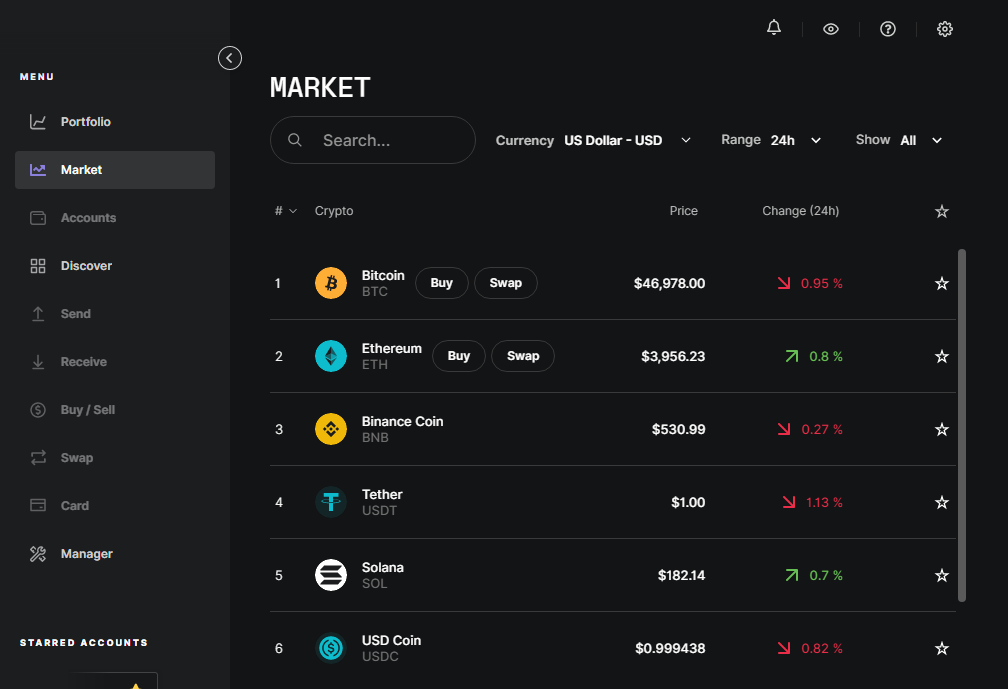 MENU
Portfolio
Market
Accounts
Discover
Send
Receive
Buy / Sell
Swap
Card
Manager
STARRED ACCOUNTS
MARKET
Search...
Currency US Dollar - USD
Range 24h
Show All
# Crypto Price Change (24h)
1 Bitcoin BTC Buy Swap $46,978.00 0.95 %
2 Ethereum ETH Buy Swap $3,956.23 0.8 %
3 Binance Coin BNB $530.99 0.27 %
4 Tether USDT $1.00 1.13 %
5 Solana SOL $182.14 0.7 %
6 USD Coin USDC $0.999438 0.82 %